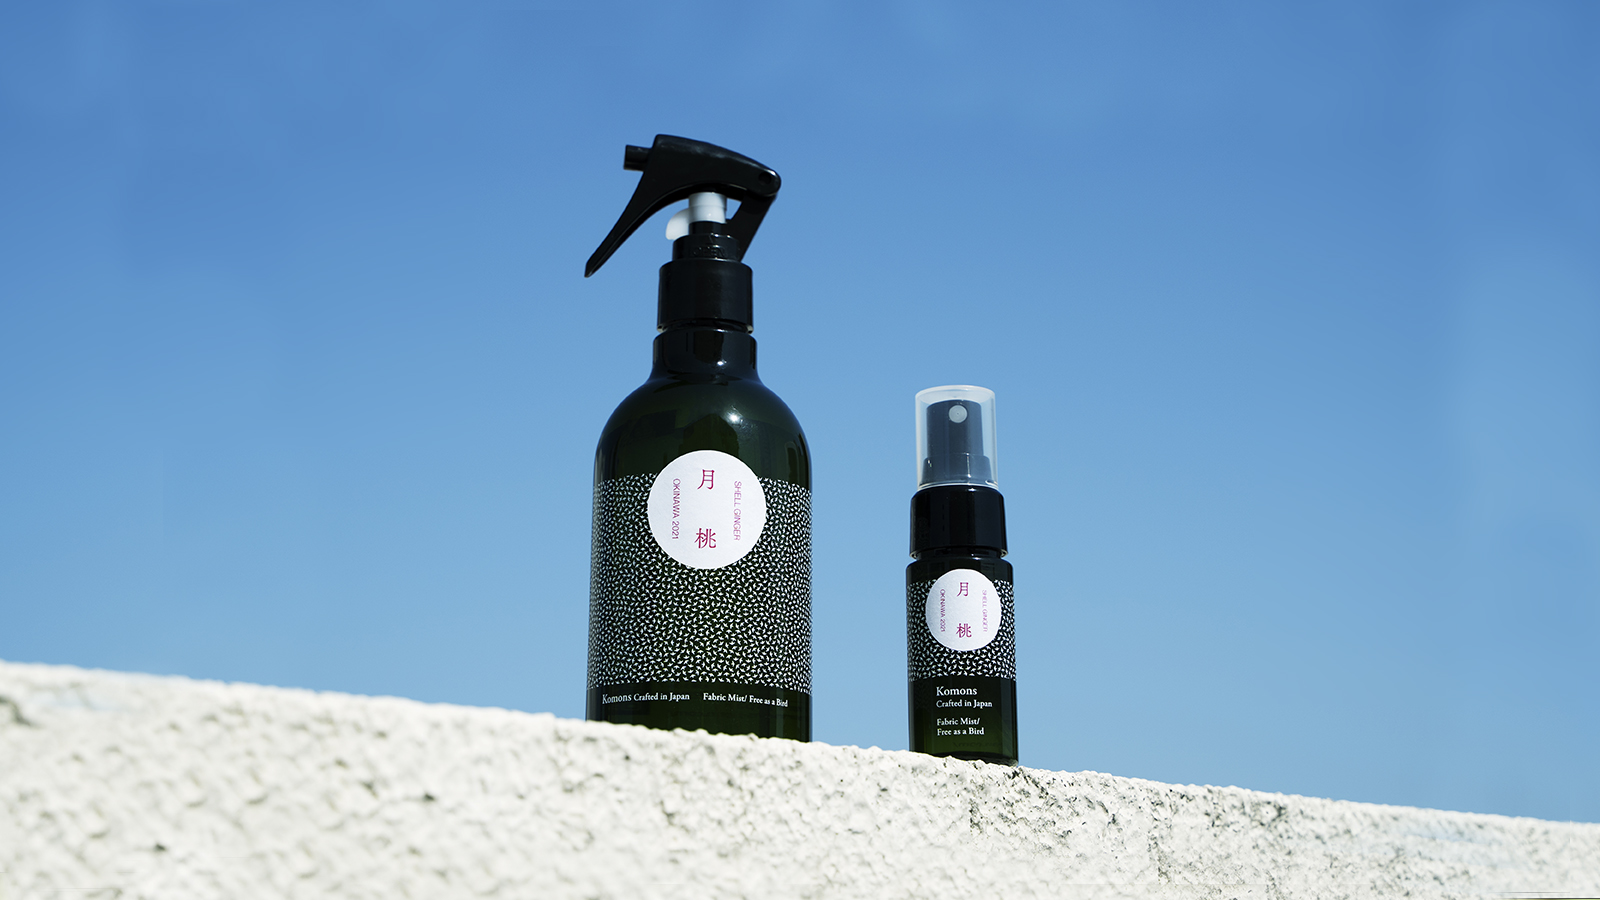 月桃
SHELL GINGER
OKINAWA 2021
Komons Crafted in Japan
Fabric Mist/ Free as a Bird
月桃
SHELL GINGER
OKINAWA 2021
Komons
Crafted in Japan
Fabric Mist/
Free as a Bird